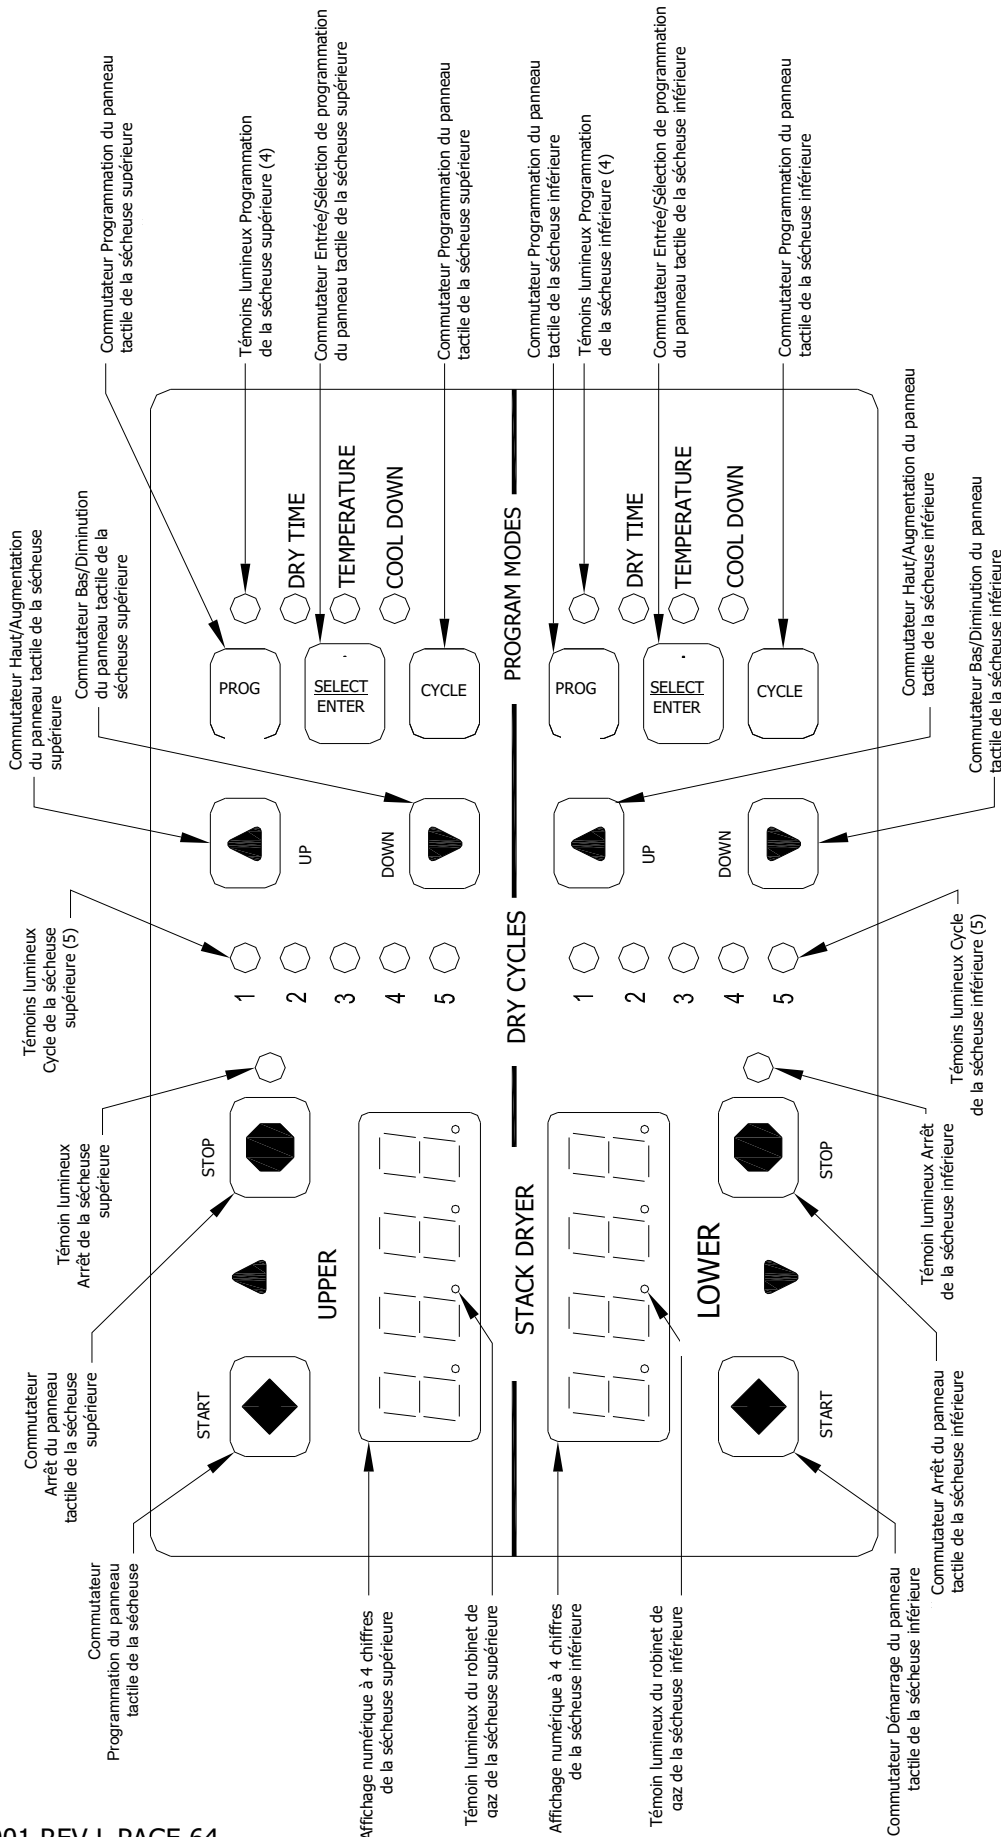 Commutateur
Programmation du panneau
tactile de la sécheuse
Commutateur
Arrêt du panneau
tactile de la sécheuse
supérieure
Témoin lumineux
Arrêt de la sécheuse
supérieure
Témoins lumineux
Cycle de la sécheuse
supérieure (5)
Commutateur Haut/Augmentation
du panneau tactile de la sécheuse
supérieure
Commutateur Bas/Diminution
du panneau tactile de la
sécheuse supérieure
Commutateur Programmation du panneau
tactile de la sécheuse supérieure
Témoins lumineux Programmation
de la sécheuse supérieure (4)
Commutateur Entrée/Sélection de programmation
du panneau tactile de la sécheuse supérieure
Commutateur Programmation du panneau
tactile de la sécheuse supérieure
Commutateur Programmation du panneau
tactile de la sécheuse inférieure
Témoins lumineux Programmation
de la sécheuse inférieure (4)
Commutateur Entrée/Sélection de programmation
du panneau tactile de la sécheuse inférieure
Commutateur Programmation du panneau
tactile de la sécheuse inférieure
START
STOP
UPPER
1
2
3
4
5
UP
DOWN
PROG
SELECT
ENTER
CYCLE
DRY TIME
TEMPERATURE
COOL DOWN
STACK DRYER
DRY CYCLES
PROGRAM MODES
LOWER
START
STOP
1
2
3
4
5
UP
DOWN
PROG
SELECT
ENTER
CYCLE
DRY TIME
TEMPERATURE
COOL DOWN
Affichage numérique à 4 chiffres
de la sécheuse supérieure
Témoin lumineux du robinet de
gaz de la sécheuse supérieure
Affichage numérique à 4 chiffres
de la sécheuse inférieure
Témoin lumineux du robinet de
gaz de la sécheuse inférieure
Commutateur Démarrage du panneau
tactile de la sécheuse inférieure
Commutateur Arrêt du panneau
tactile de la sécheuse inférieure
Témoin lumineux Arrêt
de la sécheuse inférieure
Témoins lumineux Cycle
de la sécheuse inférieure (5)
Commutateur Haut/Augmentation du panneau
tactile de la sécheuse inférieure
Commutateur Bas/Diminution du panneau
tactile de la sécheuse inférieure
001 REV L PAGE 64